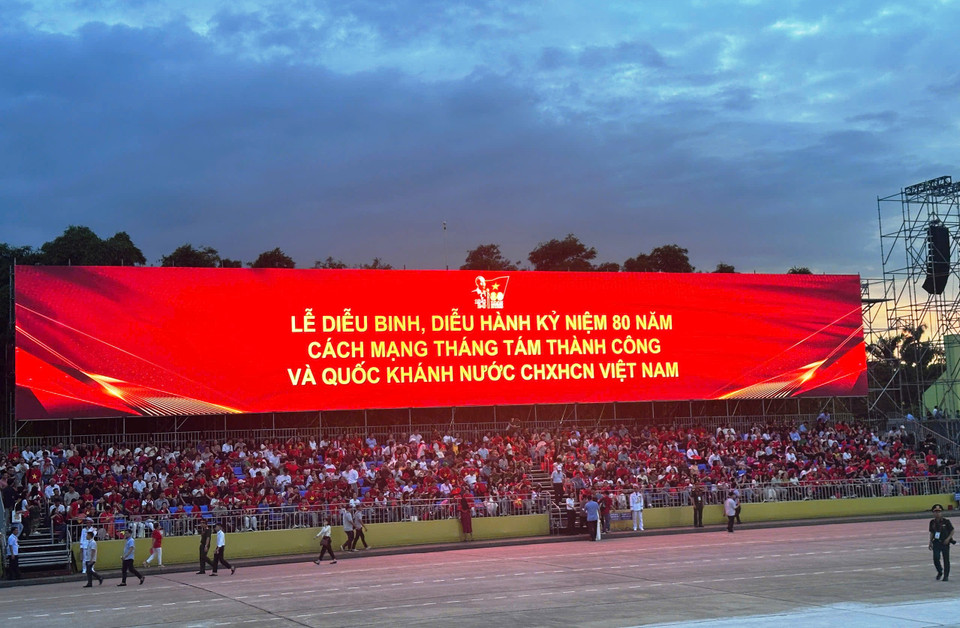 LỄ DIỄU BINH, DIỄU HÀNH KỶ NIỆM 80 NĂM
CÁCH MẠNG THÁNG TÁM THÀNH CÔNG
VÀ QUỐC KHÁNH NƯỚC CHXHCN VIỆT NAM